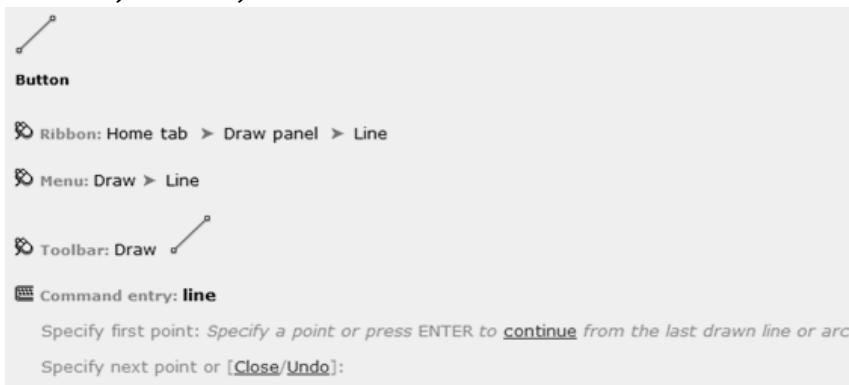 Button
Ribbon: Home tab ➤ Draw panel ➤ Line
Menu: Draw ➤ Line
Toolbar: Draw
Command entry: line
Specify first point: Specify a point or press ENTER to continue from the last drawn line or arc
Specify next point or [Close/Undo]: